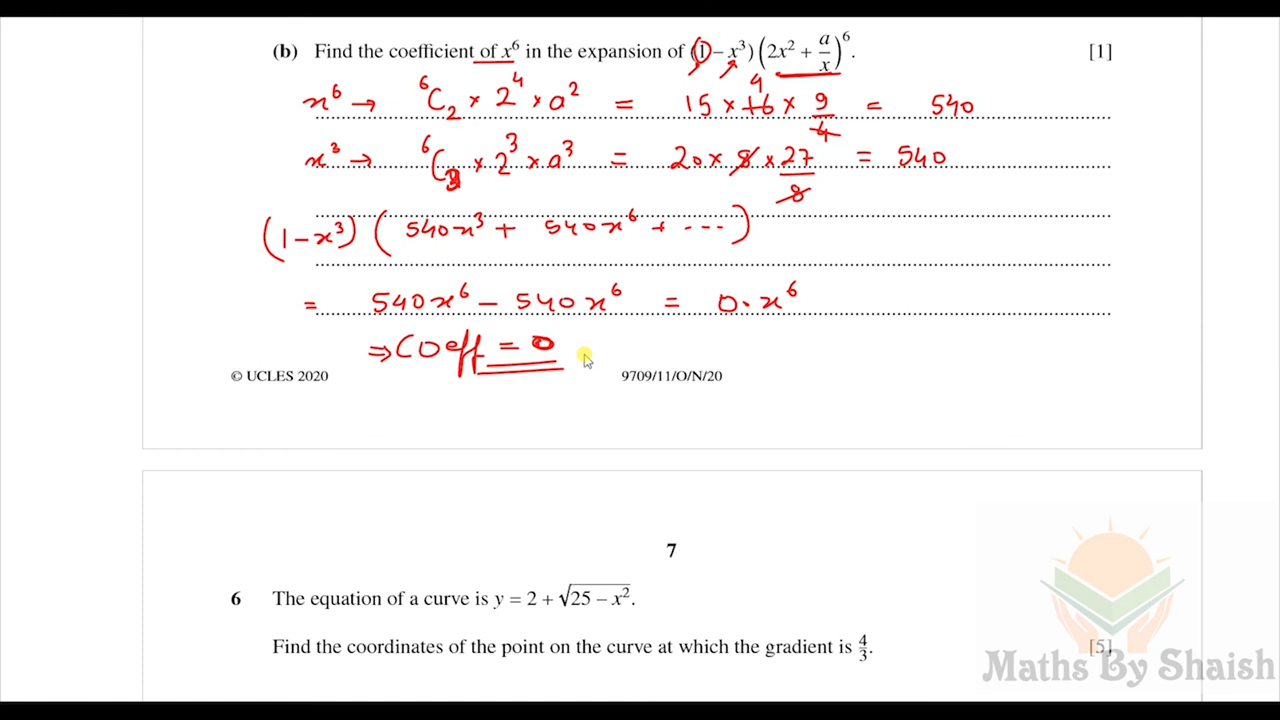 (b) Find the coefficient of x⁶ in the expansion of (1 − x³)(2x² + a/x)⁶. [1]
x⁶ → ⁶C₂ × 2⁴ × a² = 15 × 16 4 × 9/4 = 540
x³ → ⁶C₃ × 2³ × a³ = 20 × 8 × 27/8 = 540
(1 − x³) ( 540x³ + 540x⁶ + ... )
= 540x⁶ − 540x⁶ = 0·x⁶
⇒ Coeff = 0
© UCLES 2020 9709/11/O/N/20
7
6 The equation of a curve is y = 2 + √(25 − x²).
Find the coordinates of the point on the curve at which the gradient is 4/3. [5]
Maths By Shaish